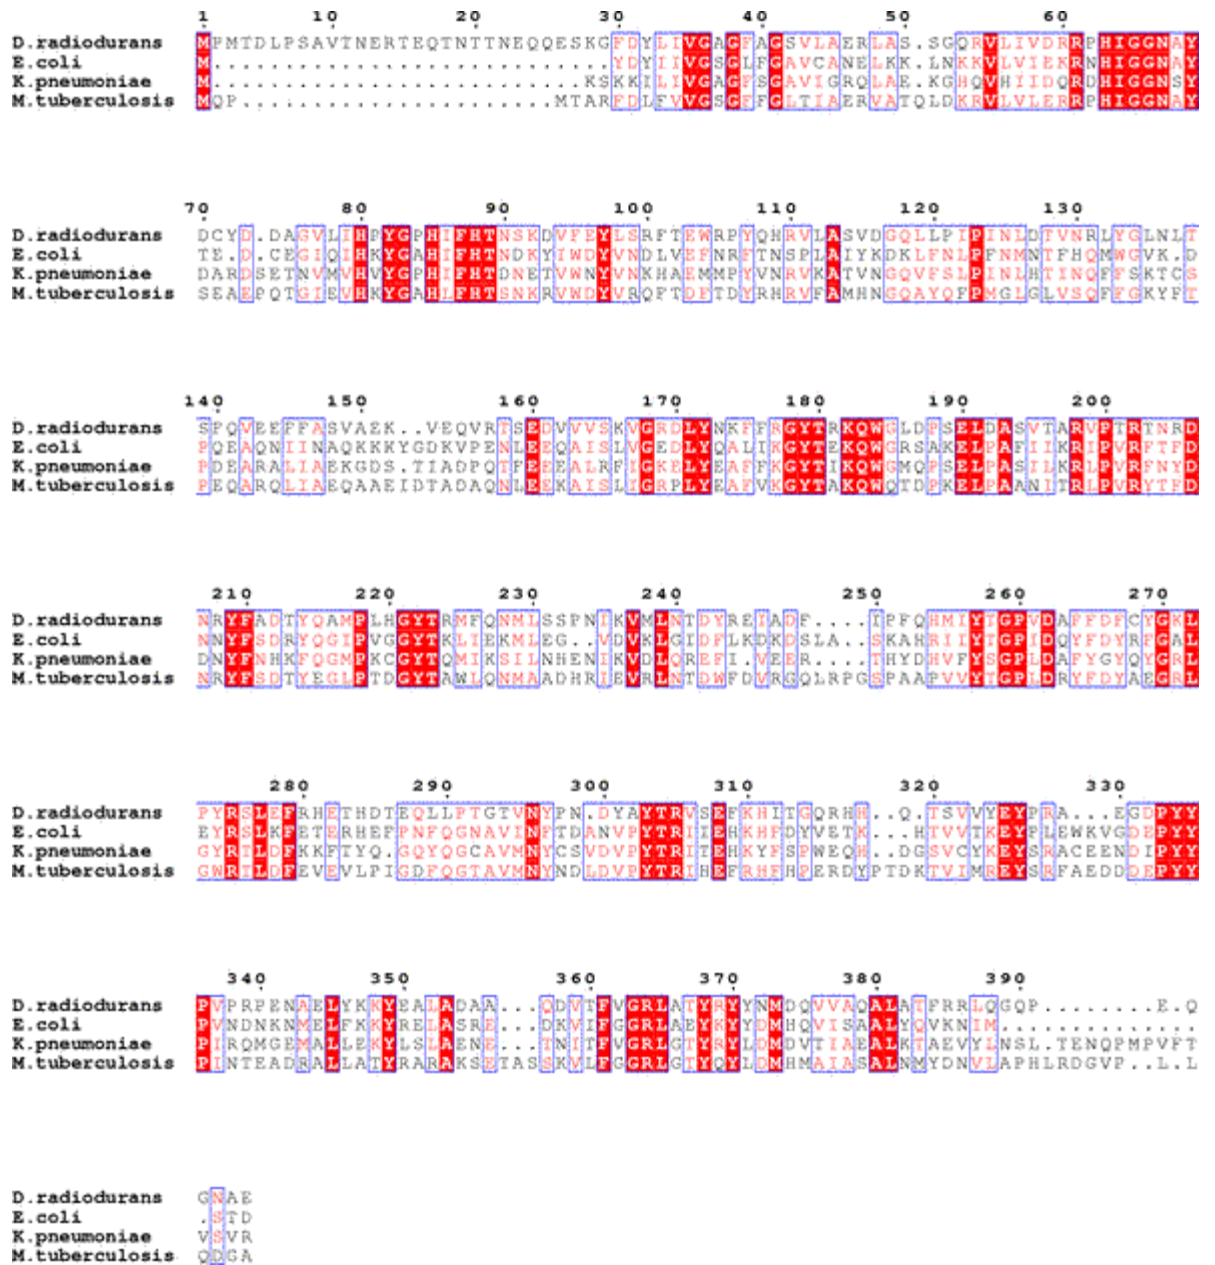 1 10 20 30 40 50 60
D.radiodurans MPMTDLPSAVTNERTEQTNTTNEQQESKGFDYLIVGAGFAGSVLAERLAS.SGQRVLIVDRRPHIGGNAY
E.coli M............................YDYIIVGSGLFGAVCANELKK.LNKKVLVIEKRNHIGGNAY
K.pneumoniae M..........................KSKKILIVGAGFSGAVIGRQLAE.KGHQVHIIDQRDHIGGNSY
M.tuberculosis MQP......................MTARFDLFVVGSGFFGLTIAERVATQLDKRVLVLERRPHIGGNAY
70 80 90 100 110 120 130
D.radiodurans DCYD.DAGVLIHPYGPHIFHTNSKDVFEYLSRFTEWRPYQHRVLASVDGQLLPIPINLDTVNRLYGLNLT
E.coli TE.D.CEGIQIHKYGAHIFHTNDKYIWDYVNDLVEFNRFTNSPLAIYKDKLFNLPFNMNTFHQMWGVK.D
K.pneumoniae DARDSETNVMVHVYGPHIFHTDNETVWNYVNKHAEMMPYVNRVKATVNGQVFSLPINLHTINQFFSKTCS
M.tuberculosis SEAEPQTGIEVHKYGAHLFHTSNKRVWDYVRQFTDFTDYRHRVFAMHNGQAYQFPMGLGLVSQFFGKYFT
140 150 160 170 180 190 200
D.radiodurans SPQVEEFFASVAEK..VEQVRTSEDVVVSKVGRDLYNKFFRGYTRKQWGLDPSELDASVTARVPTRTNRD
E.coli PQEAQNIINAQKKKYGDKVPENLEEQAISLVGEDLYQALIKGYTEKQWGRSAKELPAFIIKRIPVRFTFD
K.pneumoniae PDEARALIAEKGDS.TIADPQTFEEEALRFIGKELYEAFFKGYTIKQWGMQPSELPASILKRLPVRFNYD
M.tuberculosis PEQARQLIAEQAAEIDTADAQNLEEKAISLIGRPLYEAFVKGYTAKQWQTDPKELPAANITRLPVRYTFD
210 220 230 240 250 260 270
D.radiodurans NRYFADTYQAMPLHGYTRMFQNMLSSPNIKVMLNTDYREIADF....IPFQHMIYTGPVDAFFDFCYGKL
E.coli NNYFSDRYQGIPVGGYTKLIEKMLEG..VDVKLGIDFLKDKDSLA..SKAHRIIYTGPIDQYFDYRFGAL
K.pneumoniae DNYFNHKFQGMPKCGYTQMIKSILNHENIKVDLQREFI.VEER....THYDHVFYSGPLDAFYGYQYGRL
M.tuberculosis NRYFSDTYEGLPTDGYTAWLQNMAADHRIEVRLNTDWFDVRGQLRPGSPAAPVVYTGPLDRYFDYAEGRL
280 290 300 310 320 330
D.radiodurans PYRSLEFRHETHDTEQLLPTGTVNYPN.DYAYTRVSEFKHITGQRHH..Q.TSVVYEYPRA...EGDPYY
E.coli EYRSLKFETERHEFPNFQGNAVINFTDANVPYTRIIEHKHFDYVETK...HTVVTKEYPLEWKVGDEPYY
K.pneumoniae GYRTLDFKKFTYQ.GQYQGCAVMNYCSVDVPYTRITEHKYFSPWEQH..DGSVCYKEYSRACEENDIPYY
M.tuberculosis GWRTLDFEVEVLPIGDFQGTAVMNYNDLDVPYTRIHEFRHFHPERDYPTDKTVIMREYSRFAEDDDEPYY
340 350 360 370 380 390
D.radiodurans PVPRPENAELYKKYEALADAA...QDVTFVGRLATYRYYNMDQVVAQALATFRRLQGQP........E.Q
E.coli PVNDNKNMELFKKYRELASRE...DKVIFGGRLAEYKYYDMHQVISAALYQVKNIM..............
K.pneumoniae PIRQMGEMALLEKYLSLAENE...TNITFVGRLGTYRYLDMDVTIAEALKTAEVYLNSL.TENQPMPVFT
M.tuberculosis PINTEADRALLATYRARAKSETASSKVLFGGRLGTYQYLDMHMAIASALNMYDNVLAPHLRDGVP..L.L
D.radiodurans GNAE
E.coli .STD
K.pneumoniae VSVR
M.tuberculosis QDGA